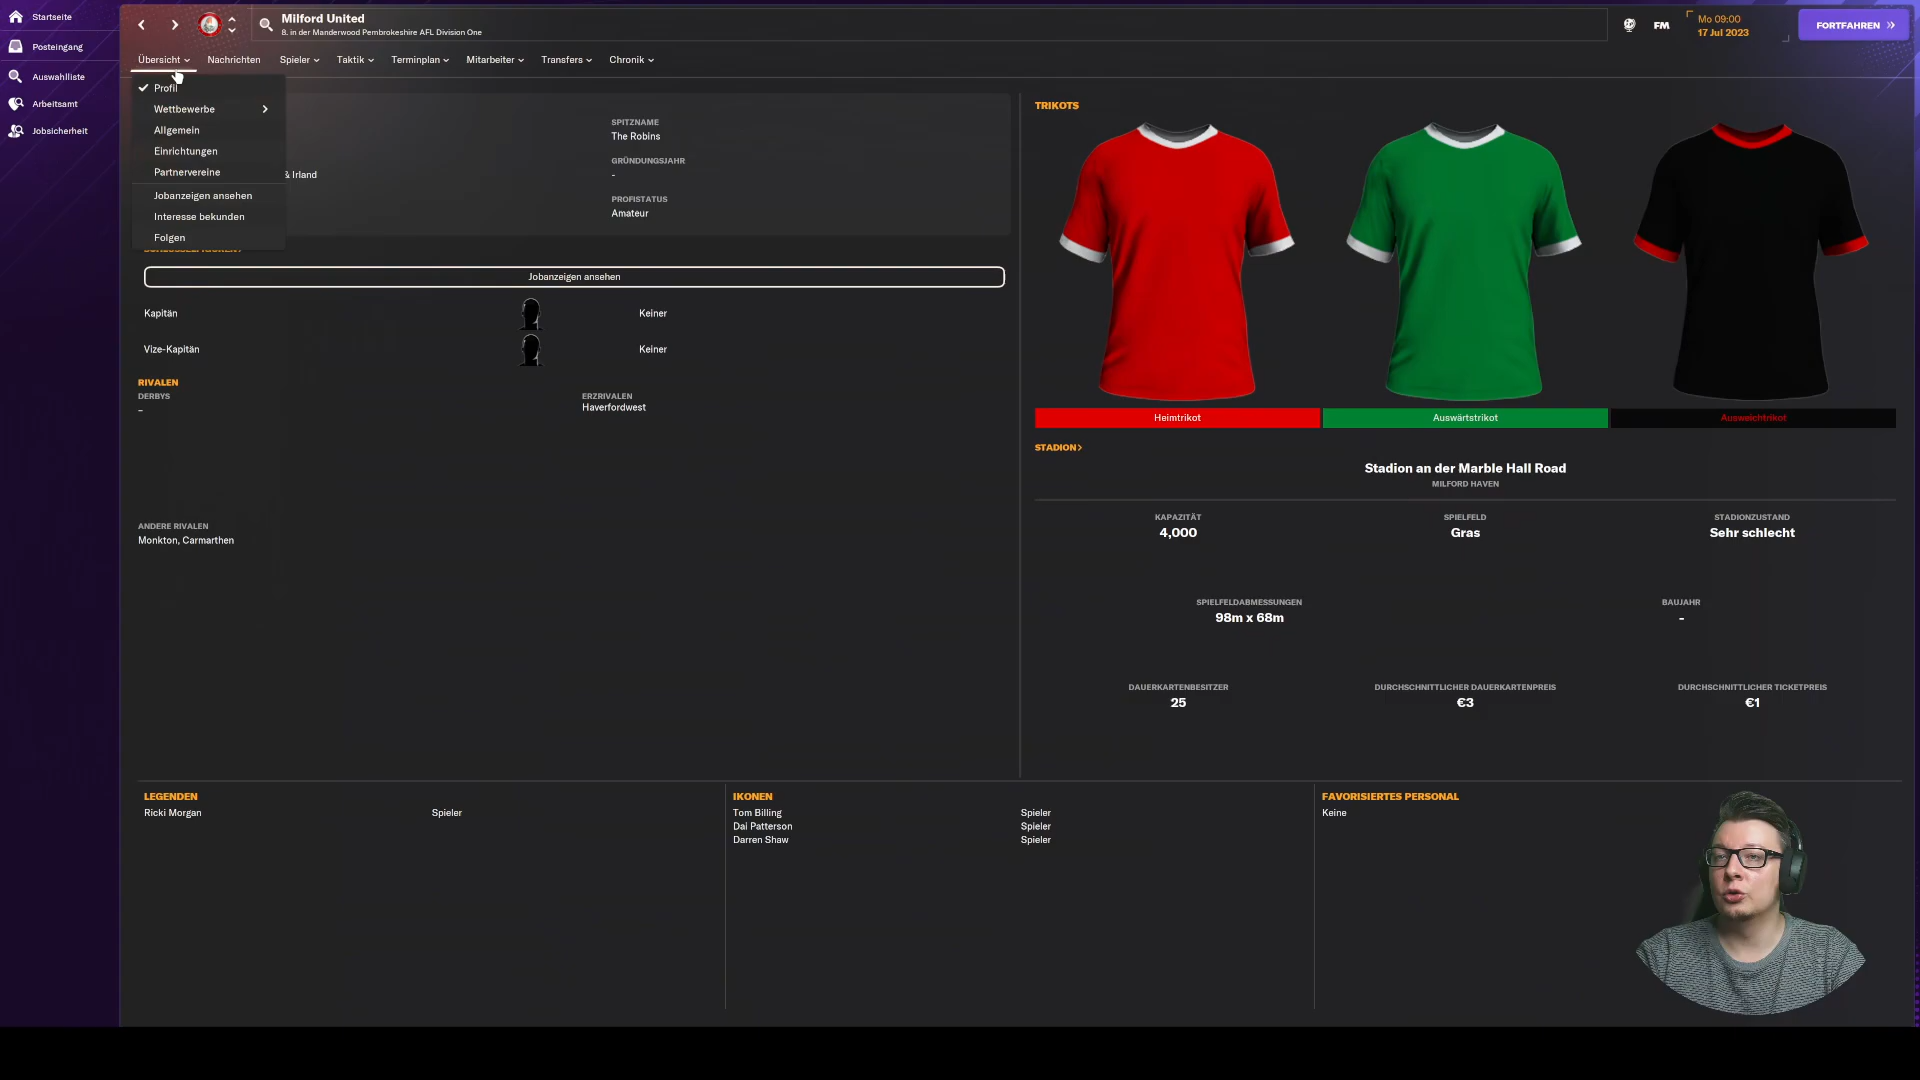 Startseite
Posteingang
Auswahlliste
Arbeitsamt
Jobsicherheit
Milford United
8. in der Manderwood Pembrokeshire AFL Division One
FM
Mo 09:00
17 Jul 2023
FORTFAHREN
Übersicht
Nachrichten
Spieler
Taktik
Terminplan
Mitarbeiter
Transfers
Chronik
Profil
Wettbewerbe
Allgemein
Einrichtungen
Partnervereine
Jobanzeigen ansehen
Interesse bekunden
Folgen
& Irland
SPITZNAME
The Robins
GRÜNDUNGSJAHR
-
PROFISTATUS
Amateur
Jobanzeigen ansehen
Kapitän Keiner
Vize-Kapitän Keiner
RIVALEN
DERBYS
-
ERZRIVALEN
Haverfordwest
ANDERE RIVALEN
Monkton, Carmarthen
TRIKOTS
Heimtrikot
Auswärtstrikot
Ausweichtrikot
STADION>
Stadion an der Marble Hall Road
MILFORD HAVEN
KAPAZITÄT
4,000
SPIELFELD
Gras
STADIONZUSTAND
Sehr schlecht
SPIELFELDABMESSUNGEN
98m x 68m
BAUJAHR
-
DAUERKARTENBESITZER
25
DURCHSCHNITTLICHER DAUERKARTENPREIS
€3
DURCHSCHNITTLICHER TICKETPREIS
€1
LEGENDEN
Ricki Morgan Spieler
IKONEN
Tom Billing Spieler
Dai Patterson Spieler
Darren Shaw Spieler
FAVORISIERTES PERSONAL
Keine